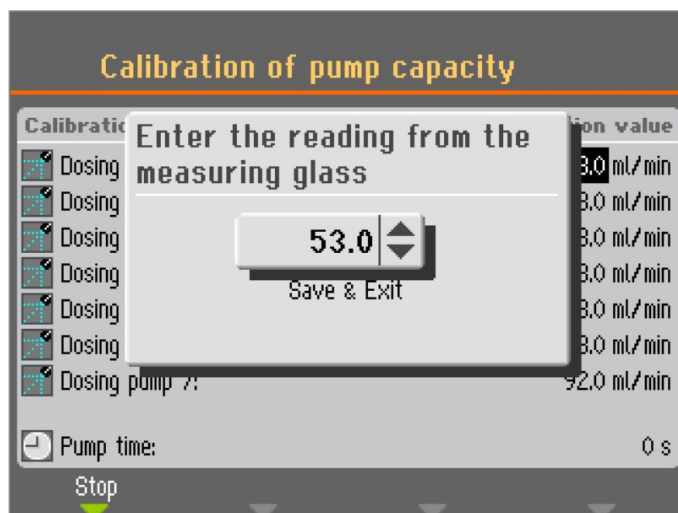 Calibration of pump capacity
Enter the reading from the
measuring glass
53.0
Save & Exit
value
Dosing ml/min
Dosing ml/min
Dosing ml/min
Dosing ml/min
Dosing ml/min
Dosing ml/min
Dosing pump 7: 92.0 ml/min
Pump time: 0 s
Stop